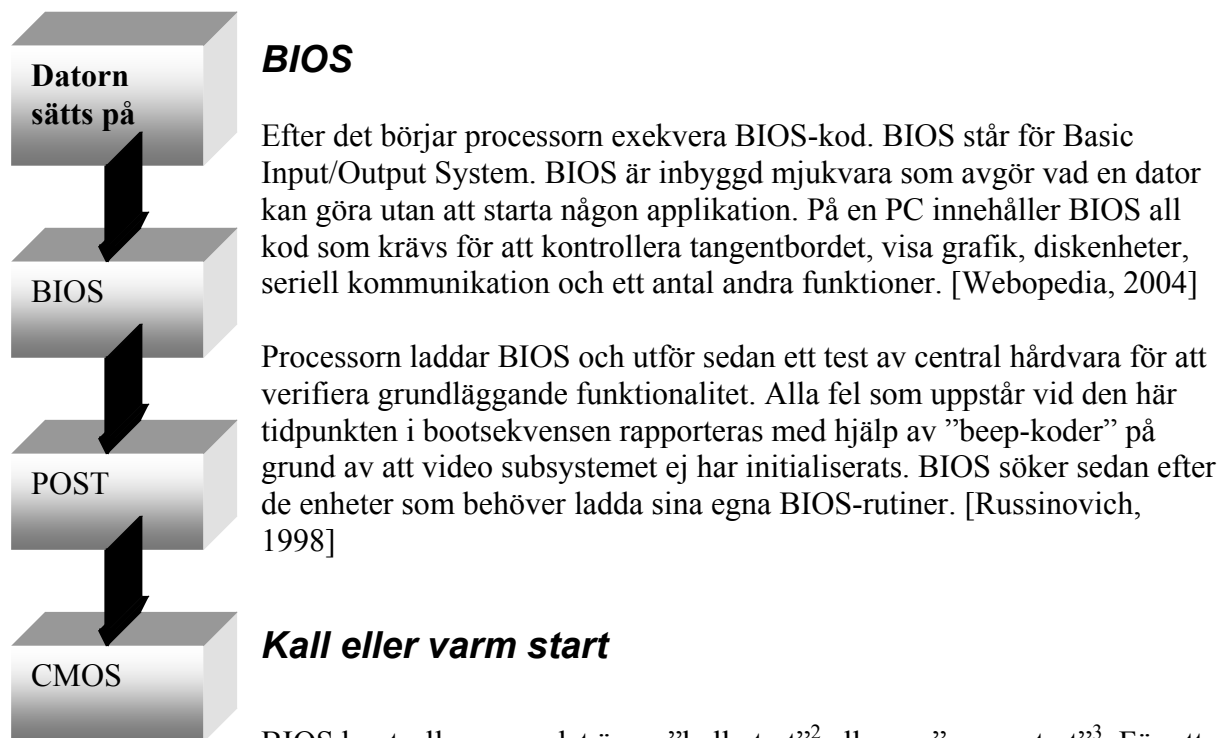 Datorn
sätts på
BIOS
POST
CMOS
BIOS
Efter det börjar processorn exekvera BIOS-kod. BIOS står för Basic
Input/Output System. BIOS är inbyggd mjukvara som avgör vad en dator
kan göra utan att starta någon applikation. På en PC innehåller BIOS all
kod som krävs för att kontrollera tangentbordet, visa grafik, diskenheter,
seriell kommunikation och ett antal andra funktioner. [Webopedia, 2004]
Processorn laddar BIOS och utför sedan ett test av central hårdvara för att
verifiera grundläggande funktionalitet. Alla fel som uppstår vid den här
tidpunkten i bootsekvensen rapporteras med hjälp av ”beep-koder” på
grund av att video subsystemet ej har initialiserats. BIOS söker sedan efter
de enheter som behöver ladda sina egna BIOS-rutiner. [Russinovich,
1998]
Kall eller varm start